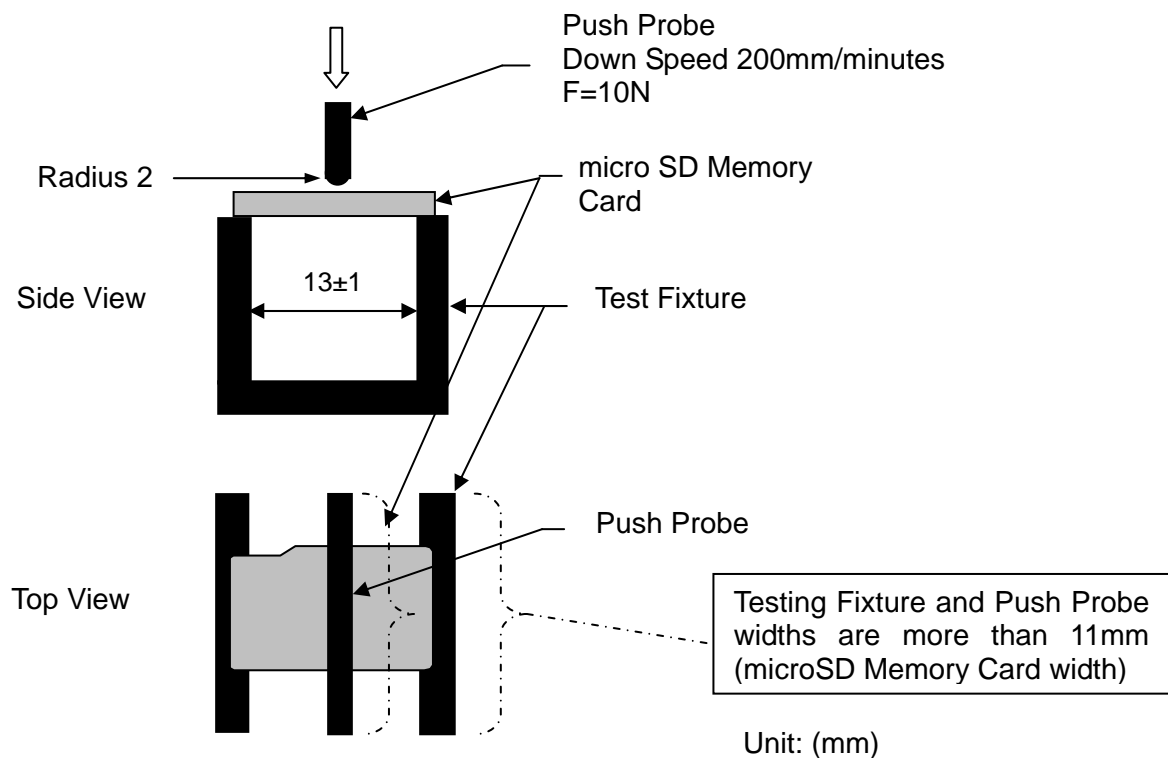 Push Probe
Down Speed 200mm/minutes
F=10N
Radius 2
micro SD Memory
Card
13±1
Side View
Test Fixture
Push Probe
Top View
Testing Fixture and Push Probe
widths are more than 11mm
(microSD Memory Card width)
Unit: (mm)